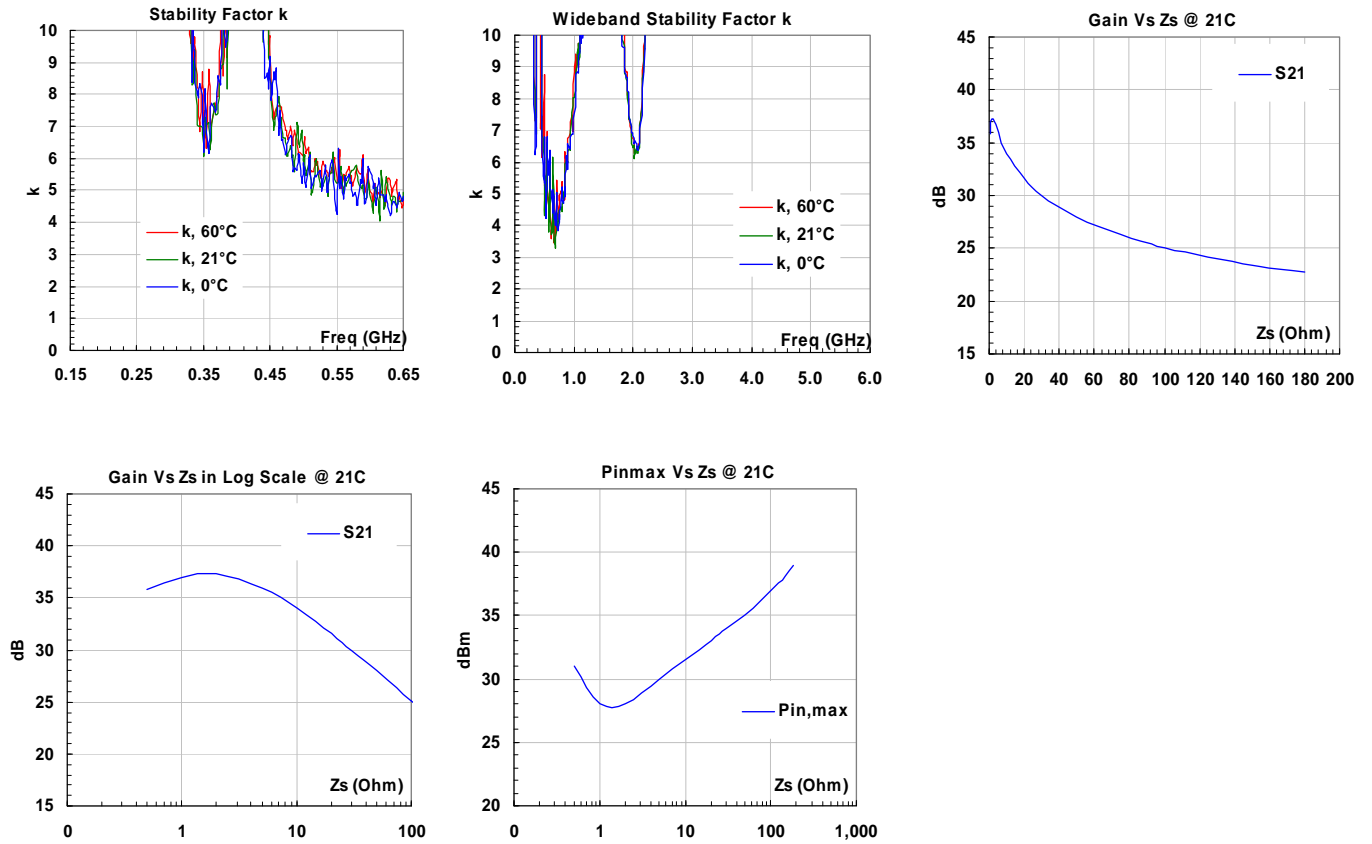 Stability Factor k
10
9
8
7
6
5
4
3
2
1
0
k
k, 60°C
k, 21°C
k, 0°C
Freq (GHz)
0.15 0.25 0.35 0.45 0.55 0.65
Wideband Stability Factor k
10
9
8
7
6
5
4
3
2
1
0
k
k, 60°C
k, 21°C
k, 0°C
Freq (GHz)
0.0 1.0 2.0 3.0 4.0 5.0 6.0
Gain Vs Zs @ 21C
45
40
35
30
25
20
15
dB
S21
Zs (Ohm)
0 20 40 60 80 100 120 140 160 180 200
Gain Vs Zs in Log Scale @ 21C
45
40
35
30
25
20
15
dB
S21
Zs (Ohm)
0 1 10 100
Pinmax Vs Zs @ 21C
45
40
35
30
25
20
dBm
Pin,max
Zs (Ohm)
0 1 10 100 1,000